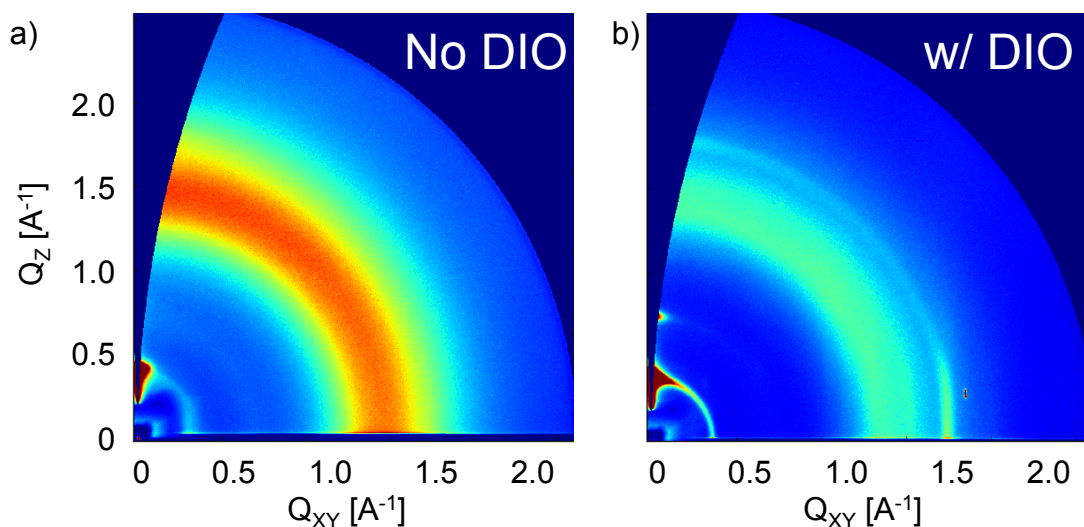 a)
No DIO
b)
w/ DIO
2.0
1.5
1.0
0.5
0
Q_Z [A^-1]
0 0.5 1.0 1.5 2.0
0 0.5 1.0 1.5 2.0
Q_XY [A^-1]
Q_XY [A^-1]